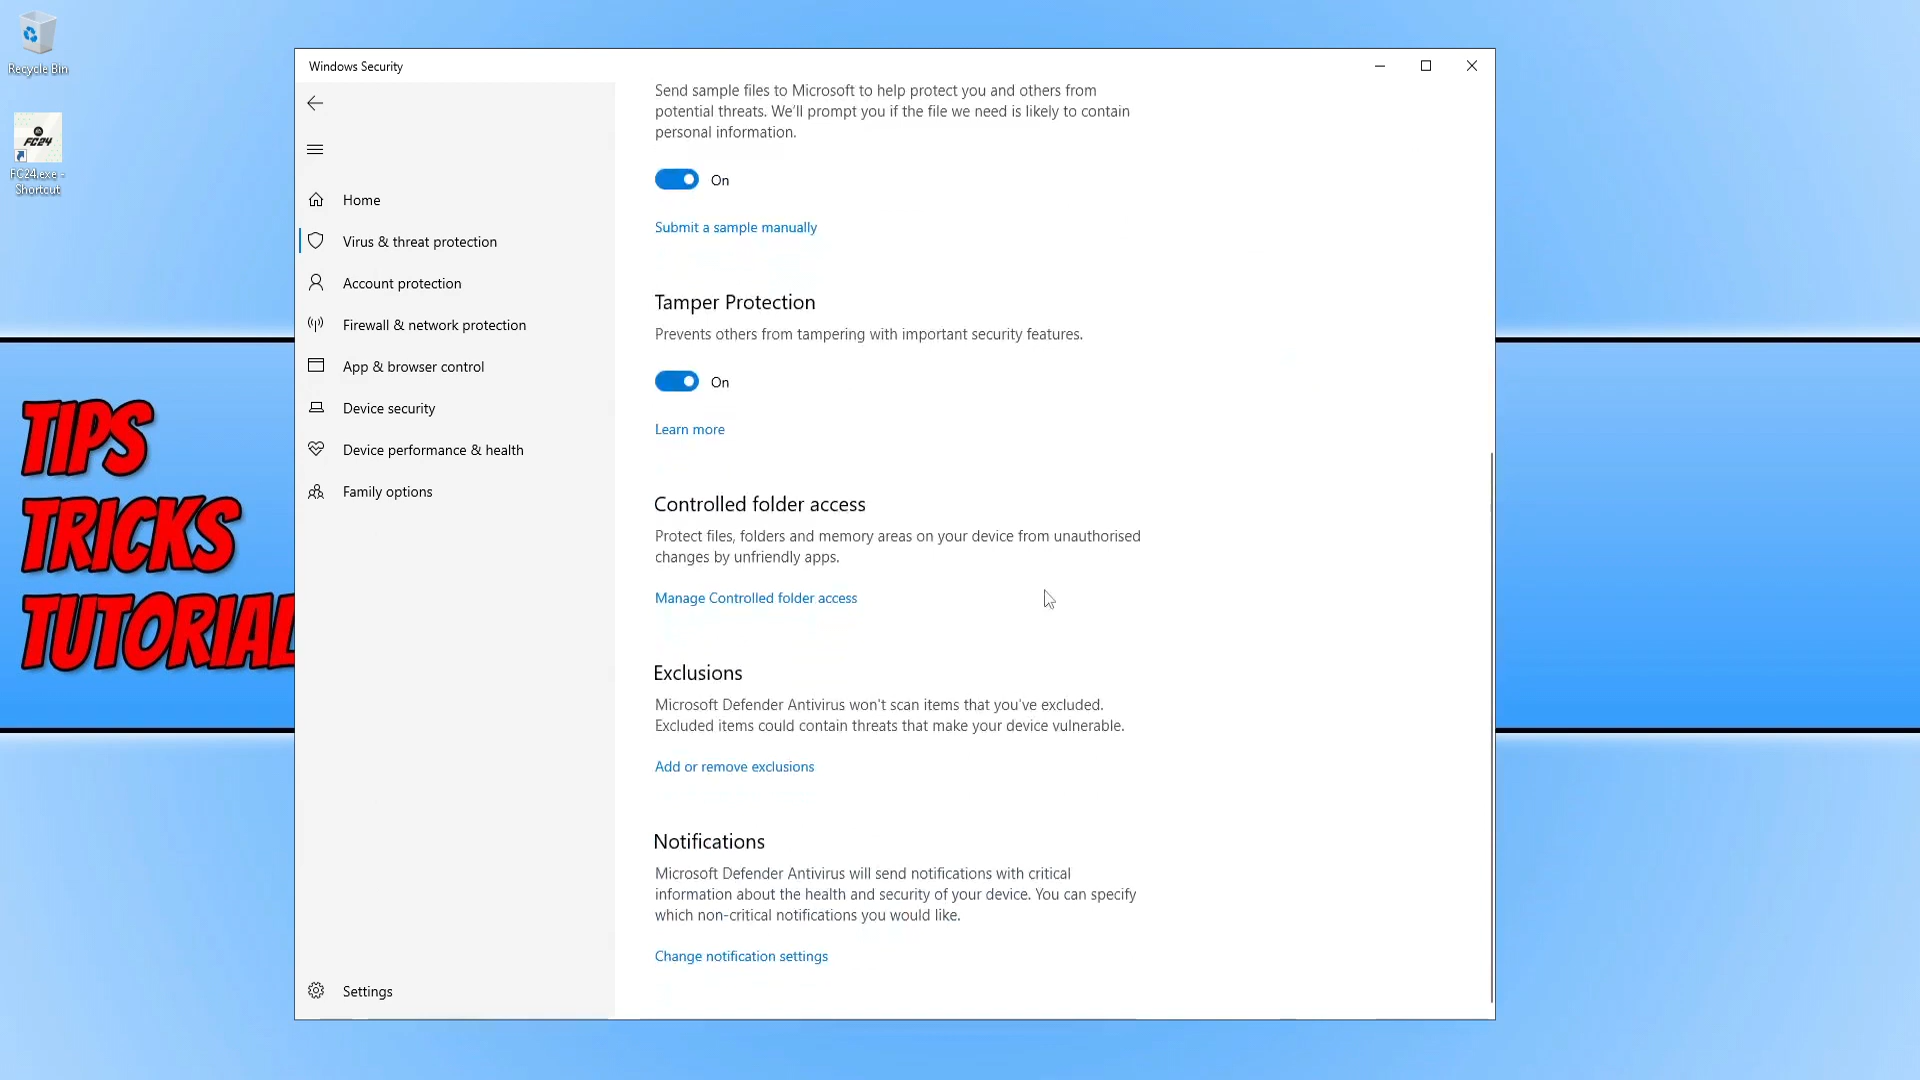 Recycle Bin
FC24
FC24.exe -
Shortcut
TIPS
TRICKS
TUTORIAL
Windows Security
Home
Virus & threat protection
Account protection
Firewall & network protection
App & browser control
Device security
Device performance & health
Family options
Settings
Send sample files to Microsoft to help protect you and others from
potential threats. We'll prompt you if the file we need is likely to contain
personal information.
On
Submit a sample manually
Tamper Protection
Prevents others from tampering with important security features.
On
Learn more
Controlled folder access
Protect files, folders and memory areas on your device from unauthorised
changes by unfriendly apps.
Manage Controlled folder access
Exclusions
Microsoft Defender Antivirus won't scan items that you've excluded.
Excluded items could contain threats that make your device vulnerable.
Add or remove exclusions
Notifications
Microsoft Defender Antivirus will send notifications with critical
information about the health and security of your device. You can specify
which non-critical notifications you would like.
Change notification settings